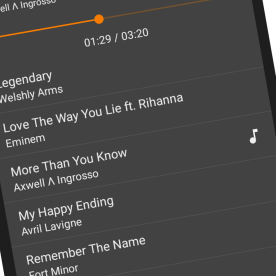 Axwell Λ Ingrosso
01:29 / 03:20
Legendary
Welshly Arms
Love The Way You Lie ft. Rihanna
Eminem
More Than You Know
Axwell Λ Ingrosso
My Happy Ending
Avril Lavigne
Remember The Name
Fort Minor